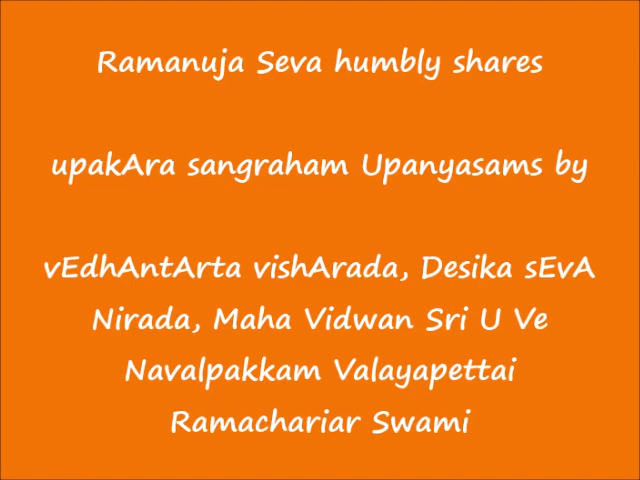 Ramanuja Seva humbly shares
upakAra sangraham Upanyasams by
vEdhAntArta vishArada, Desika sEvA
Nirada, Maha Vidwan Sri U Ve
Navalpakkam Valayapettai
Ramachariar Swami